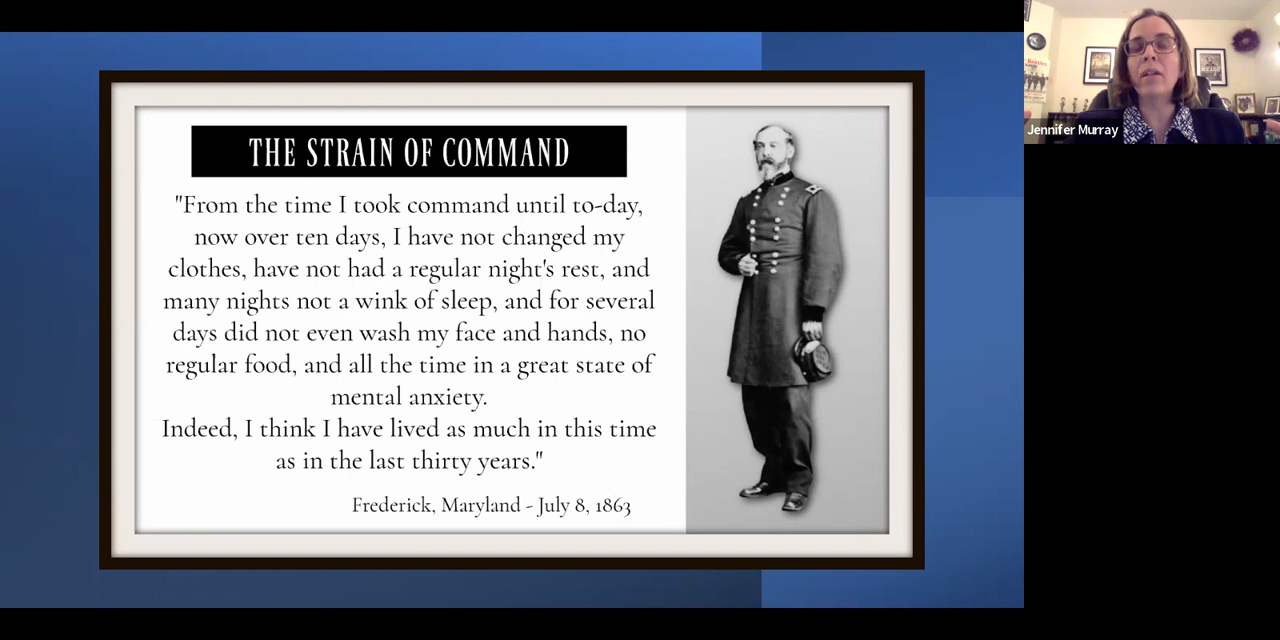 THE STRAIN OF COMMAND
"From the time I took command until to-day,
now over ten days, I have not changed my
clothes, have not had a regular night's rest, and
many nights not a wink of sleep, and for several
days did not even wash my face and hands, no
regular food, and all the time in a great state of
mental anxiety.
Indeed, I think I have lived as much in this time
as in the last thirty years."
Frederick, Maryland - July 8, 1863
Jennifer Murray